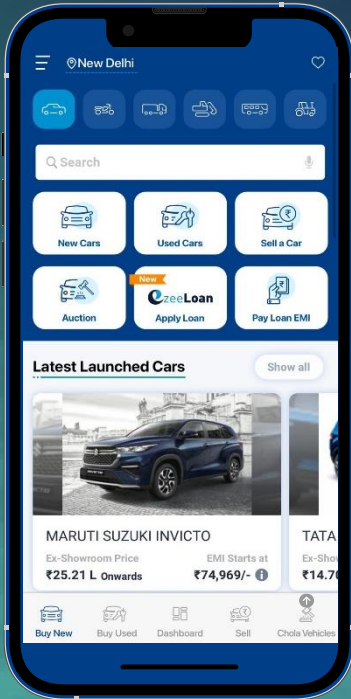 New Delhi
Search
New Cars
Used Cars
Sell a Car
Auction
New
EzeeLoan
Apply Loan
Pay Loan EMI
Latest Launched Cars
Show all
MARUTI SUZUKI INVICTO
Ex-Showroom Price
EMI Starts at
₹25.21 L Onwards
₹74,969/-
TATA
Ex-Sho
₹14.7
Buy New
Buy Used
Dashboard
Sell
Chola Vehicles